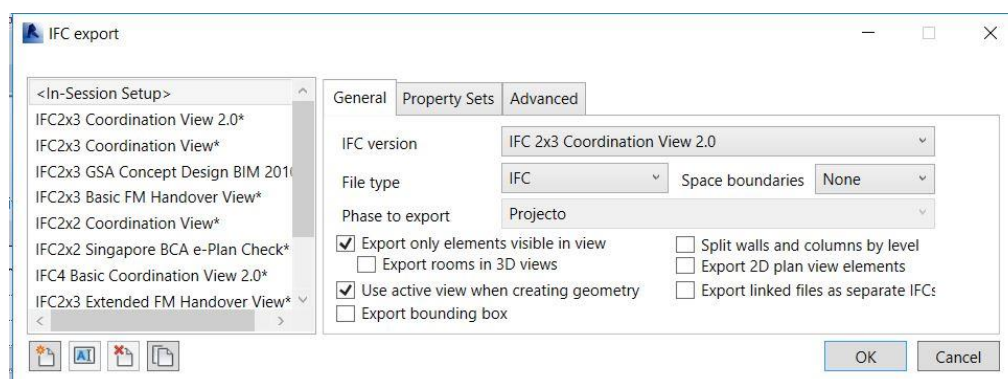 IFC export
<In-Session Setup>
IFC2x3 Coordination View 2.0*
IFC2x3 Coordination View*
IFC2x3 GSA Concept Design BIM 201
IFC2x3 Basic FM Handover View*
IFC2x2 Coordination View*
IFC2x2 Singapore BCA e-Plan Check*
IFC4 Basic Coordination View 2.0*
IFC2x3 Extended FM Handover View*
General Property Sets Advanced
IFC version IFC 2x3 Coordination View 2.0
File type IFC Space boundaries None
Phase to export Projecto
Export only elements visible in view
Export rooms in 3D views
Use active view when creating geometry
Export bounding box
Split walls and columns by level
Export 2D plan view elements
Export linked files as separate IFCs
AI
OK Cancel